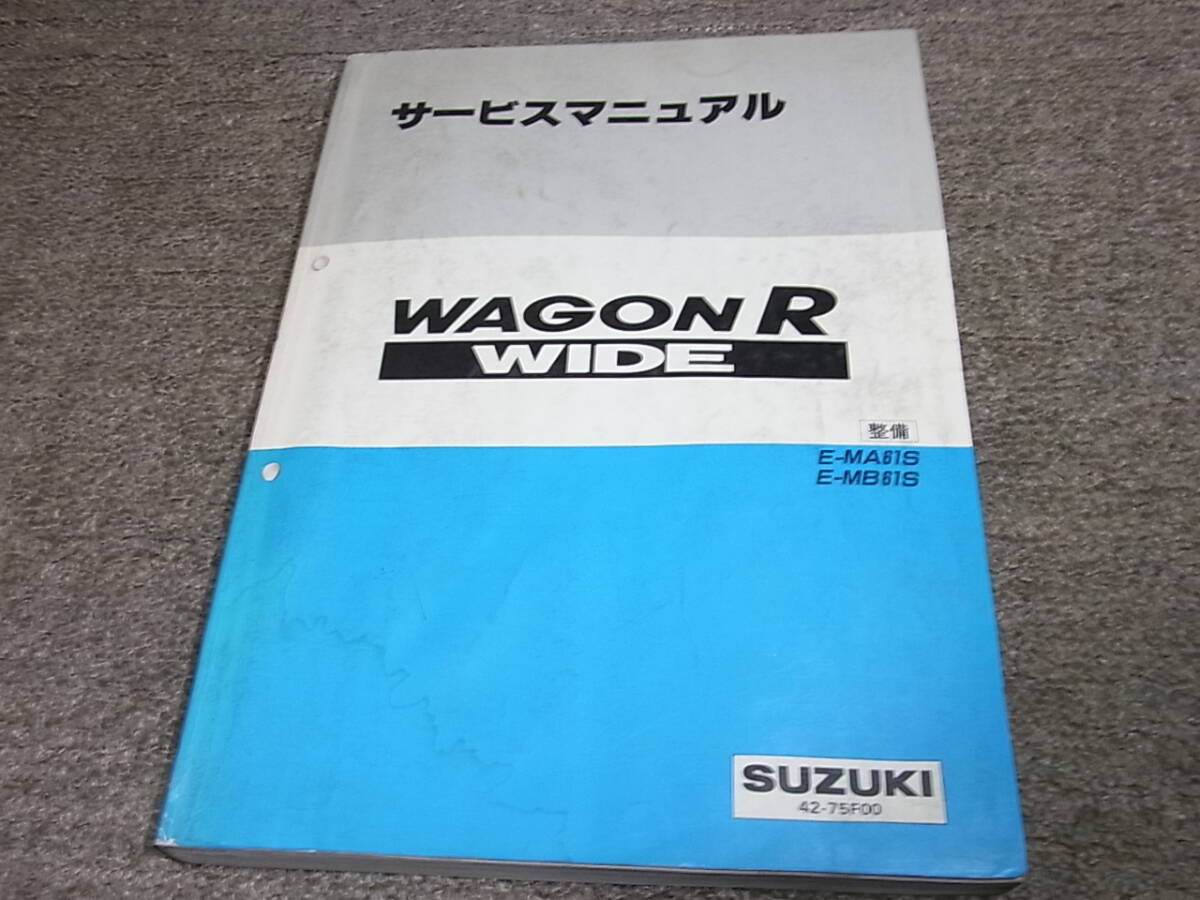 サービスマニュアル
WAGON R
WIDE
整備
E-MA61S
E-MB61S
SUZUKI
42-75F00